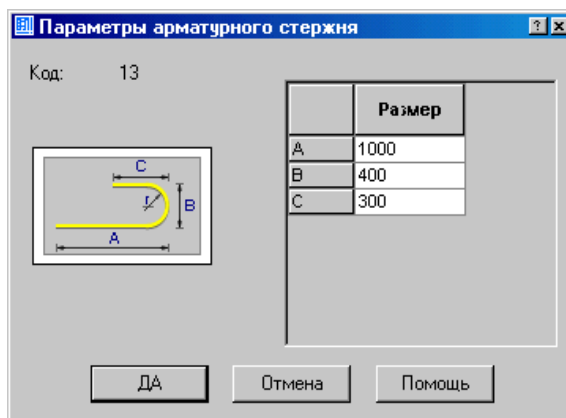 Параметры арматурного стержня
Код: 13
Размер
A 1000
B 400
C 300
C
r
B
A
ДА Отмена Помощь